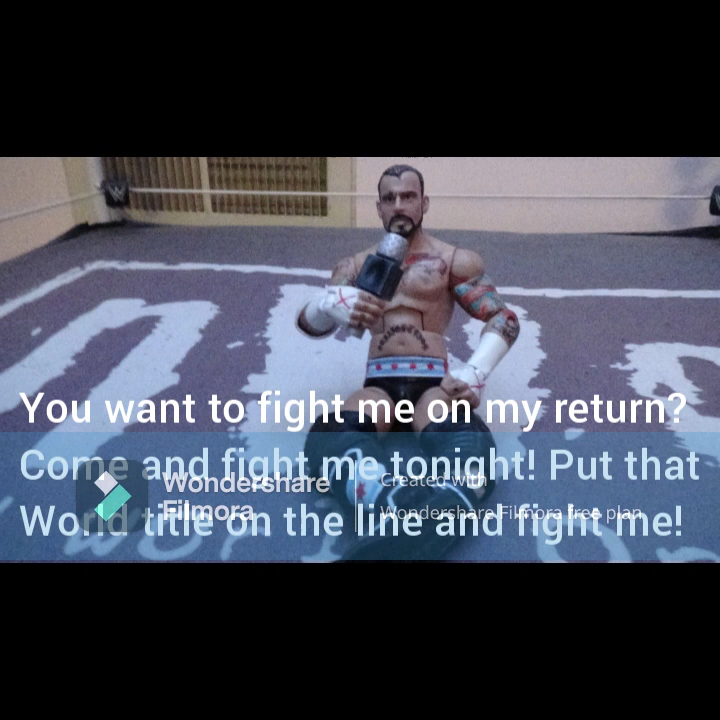 You want to fight me on my return?
Come and fight me tonight! Put that
World title on the line and fight me!
Wondershare
Filmora
Created with
Wondershare Filmora free plan